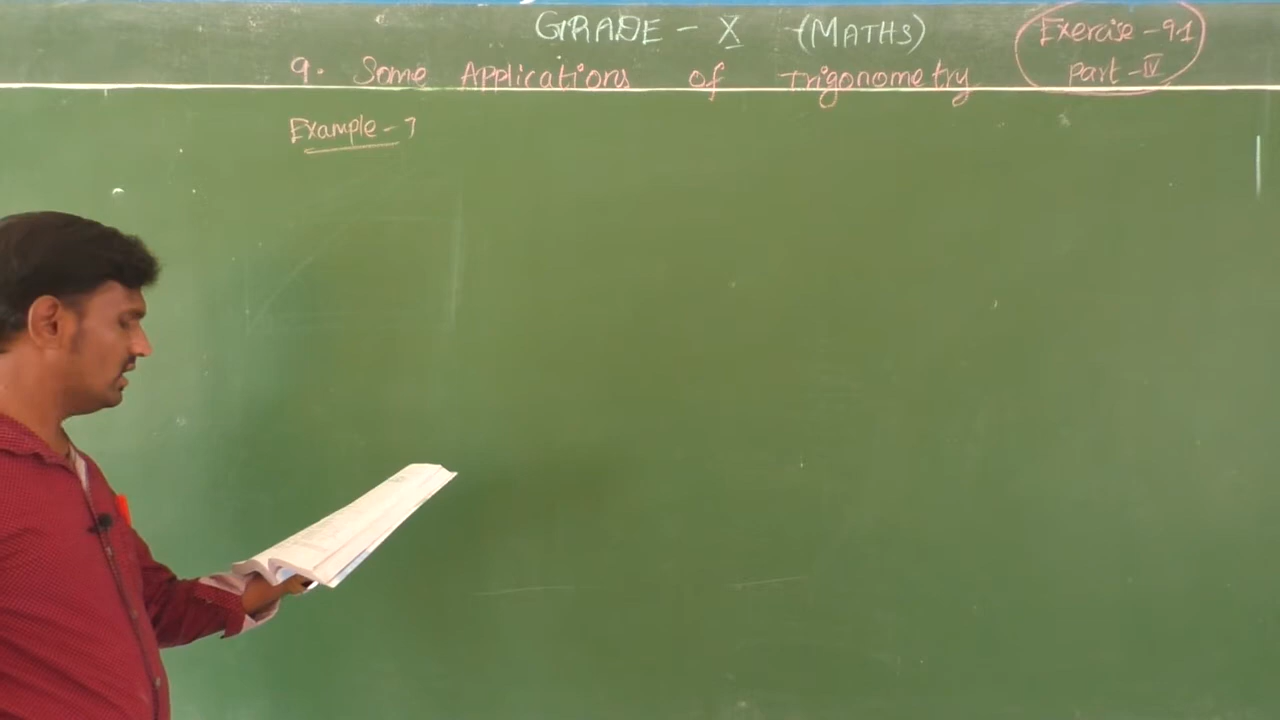 GRADE - X (MATHS)
Exercise - 9.1
part - IV
9. Some Applications of Trigonometry
Example - 7